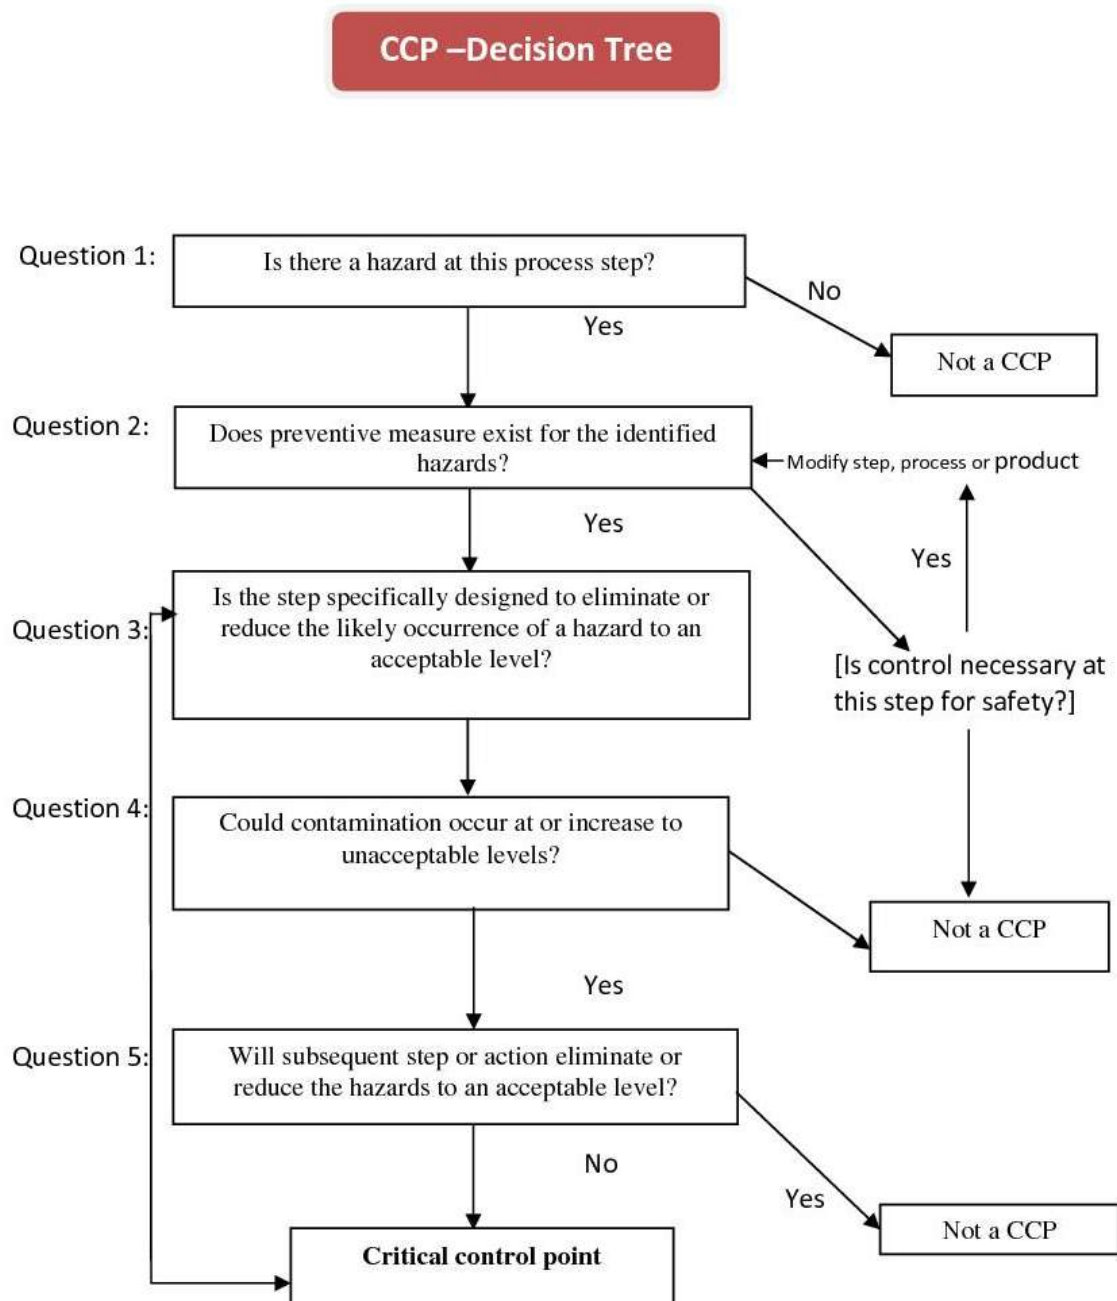 CCP –Decision Tree
Question 1:
Is there a hazard at this process step?
No
Yes
Not a CCP
Question 2:
Does preventive measure exist for the identified
hazards?
Modify step, process or product
Yes
Yes
Question 3:
Is the step specifically designed to eliminate or
reduce the likely occurrence of a hazard to an
acceptable level?
[Is control necessary at
this step for safety?]
Question 4:
Could contamination occur at or increase to
unacceptable levels?
Not a CCP
Yes
Question 5:
Will subsequent step or action eliminate or
reduce the hazards to an acceptable level?
No
Yes
Not a CCP
Critical control point